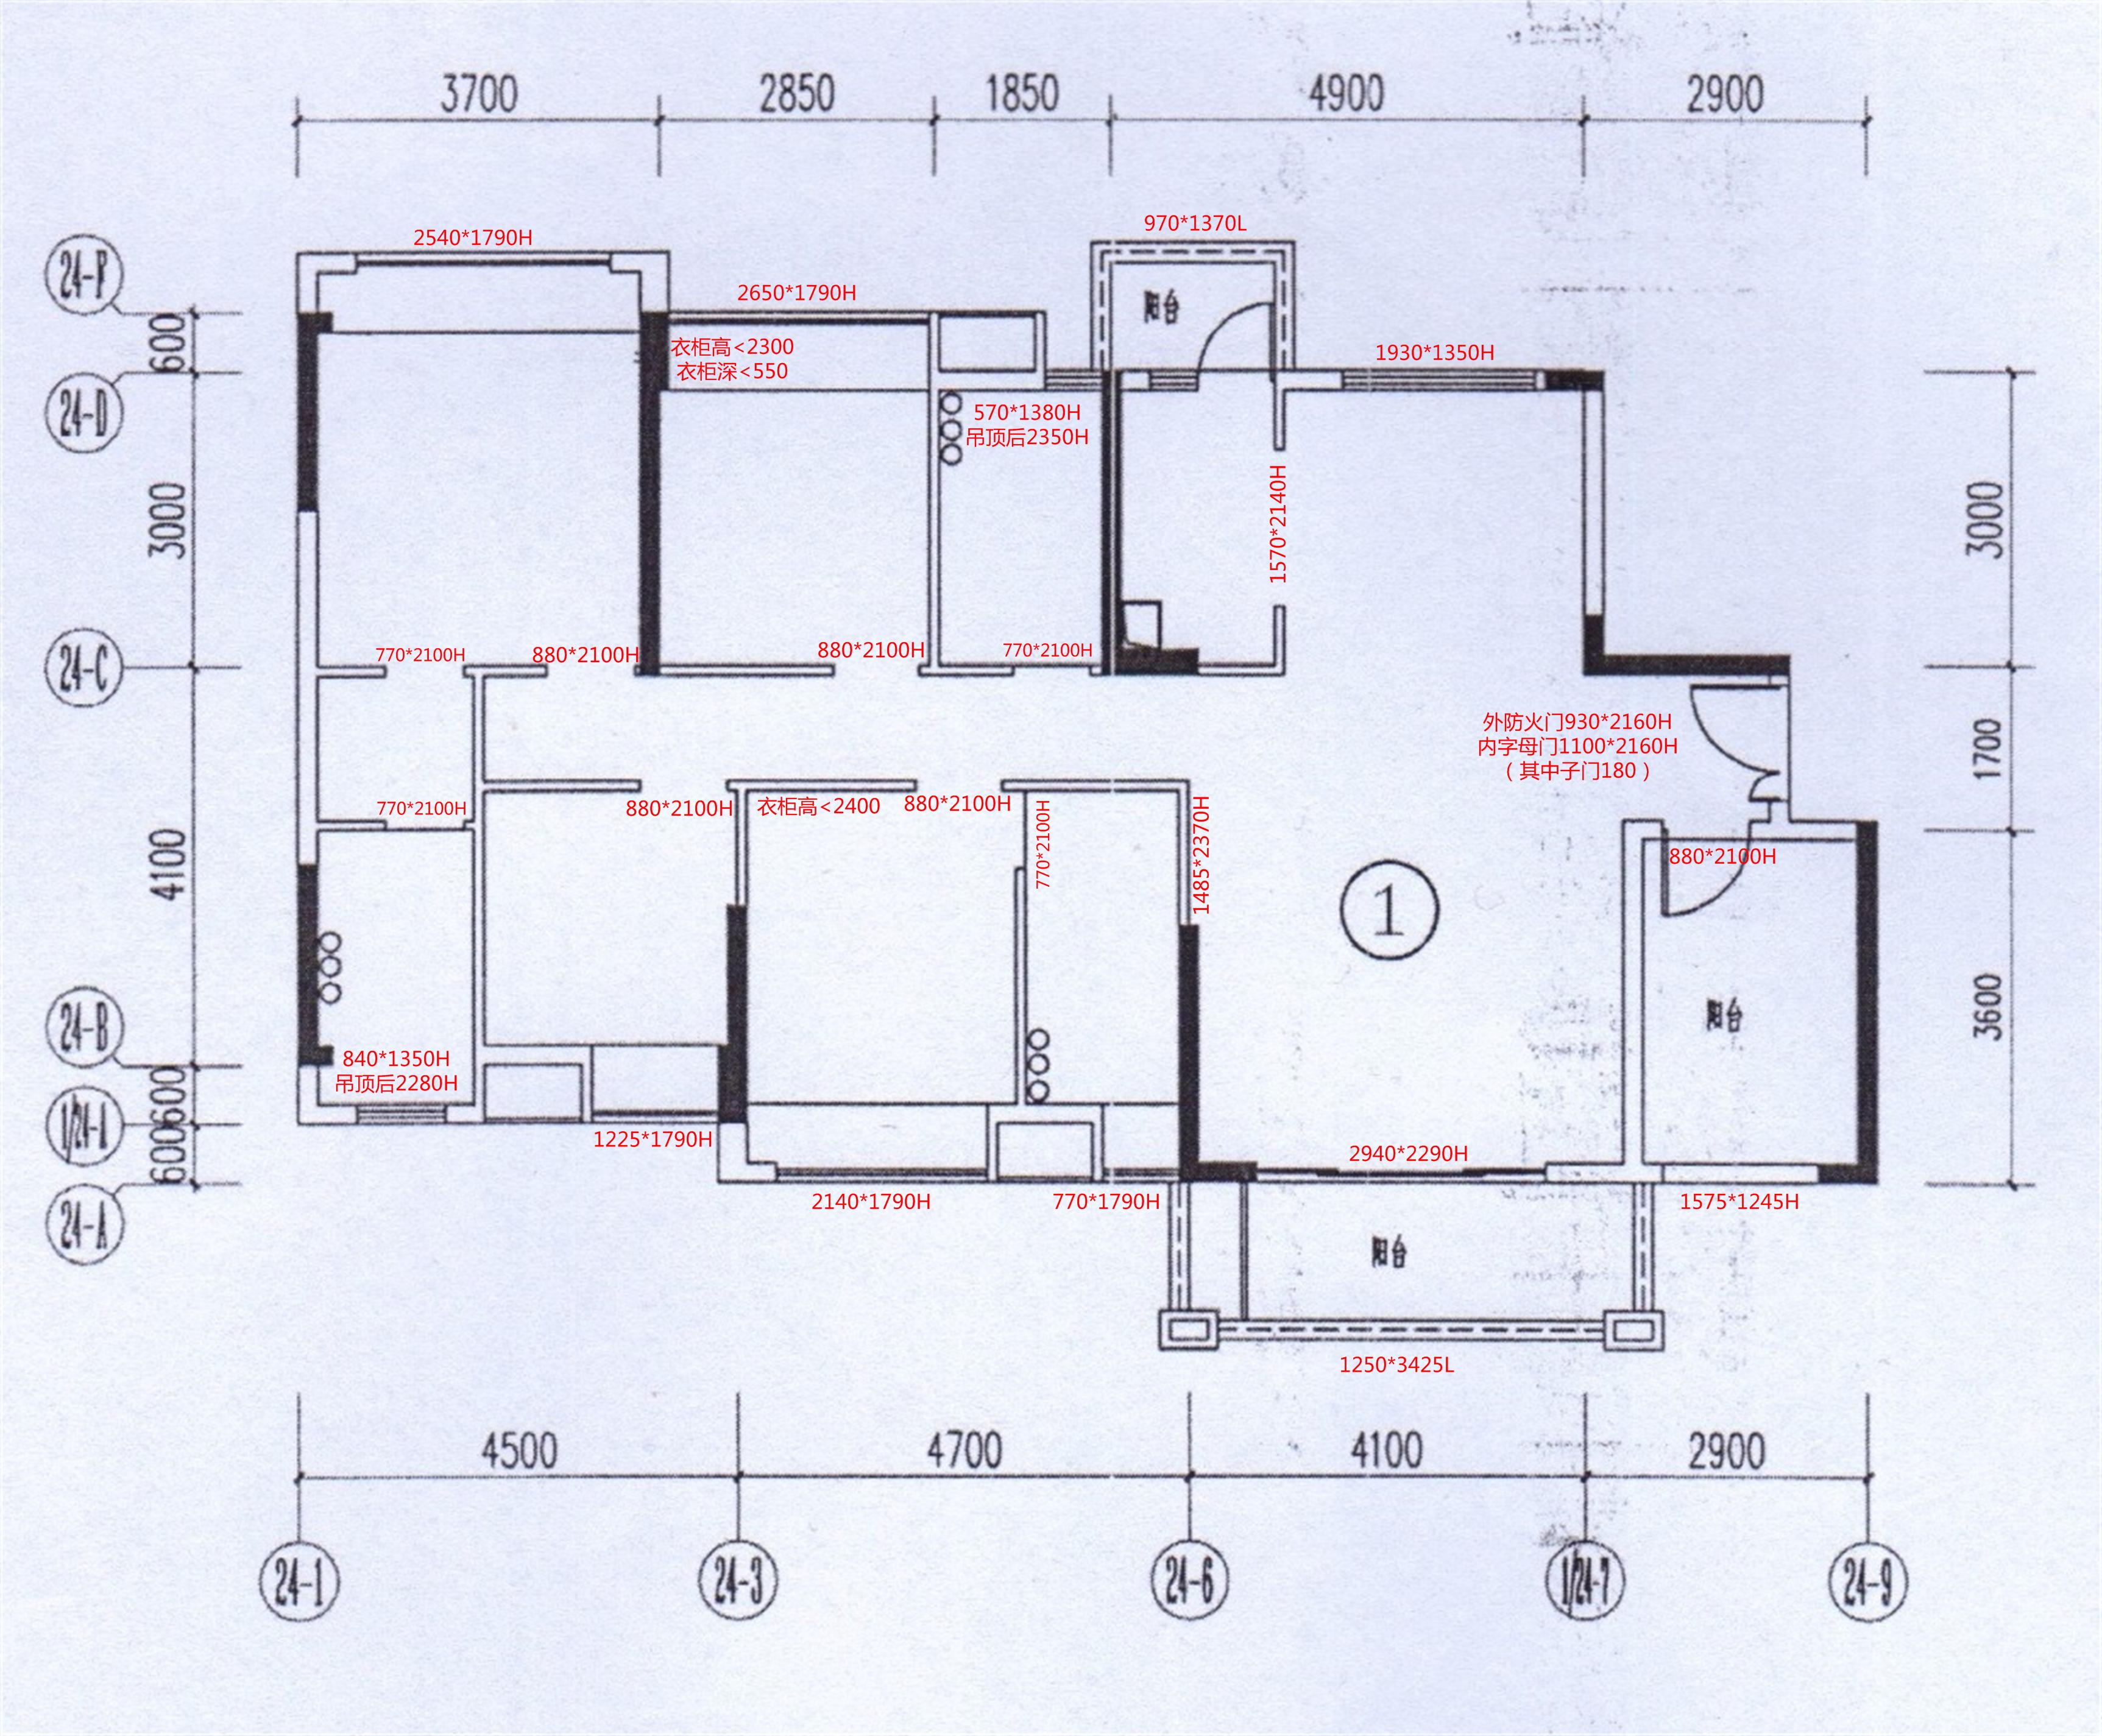 3700
2850
1850
4900
2900
970*1370L
2540*1790H
24-F
2650*1790H
阳台
600
衣柜高<2300
衣柜深<550
1930*1350H
24-D
570*1380H
吊顶后2350H
3000
1570*2140H
3000
24-C
770*2100H
880*2100H
880*2100H
770*2100H
外防火门930*2160H
内字母门1100*2160H
（其中子门180）
1700
770*2100H
880*2100H
衣柜高<2400
880*2100H
770*2100H
1485*2370H
880*2100H
4100
1
3600
阳台
24-B
840*1350H
吊顶后2280H
600
1/24-A
1225*1790H
600
2940*2290H
24-A
2140*1790H
770*1790H
1575*1245H
阳台
1250*3425L
4500
4700
4100
2900
24-1
24-3
24-6
1/24-7
24-9